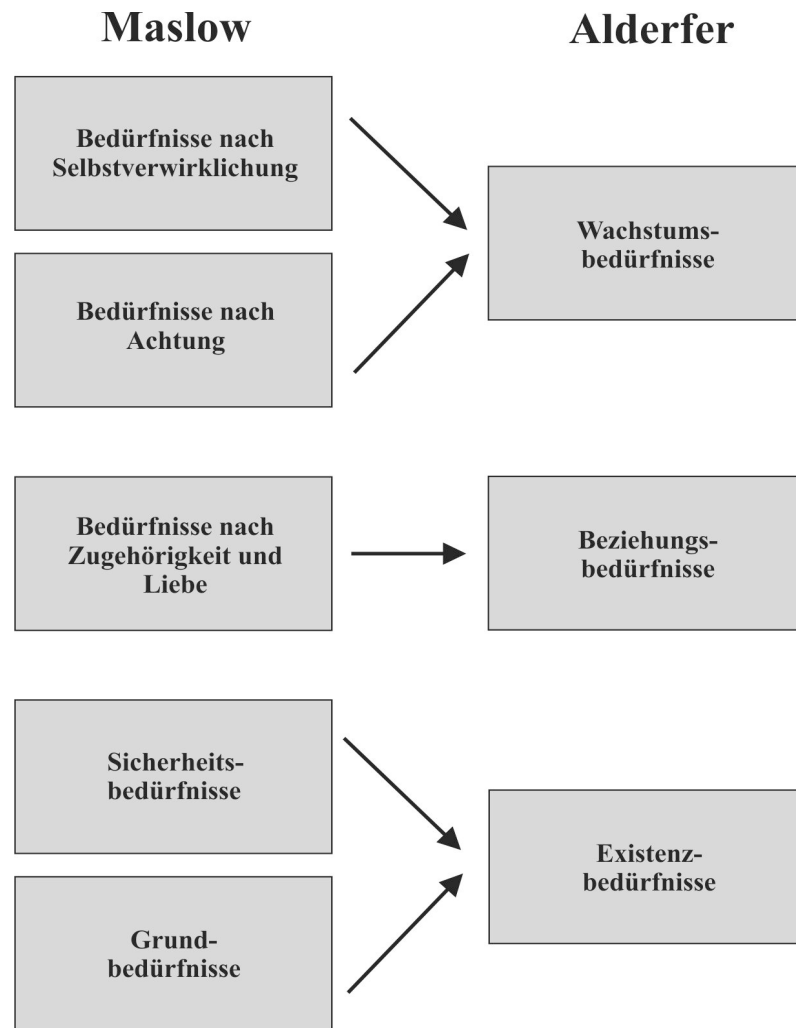 Maslow
Alderfer
Bedürfnisse nach
Selbstverwirklichung
Wachstums-
bedürfnisse
Bedürfnisse nach
Achtung
Bedürfnisse nach
Zugehörigkeit und
Liebe
Beziehungs-
bedürfnisse
Sicherheits-
bedürfnisse
Existenz-
bedürfnisse
Grund-
bedürfnisse